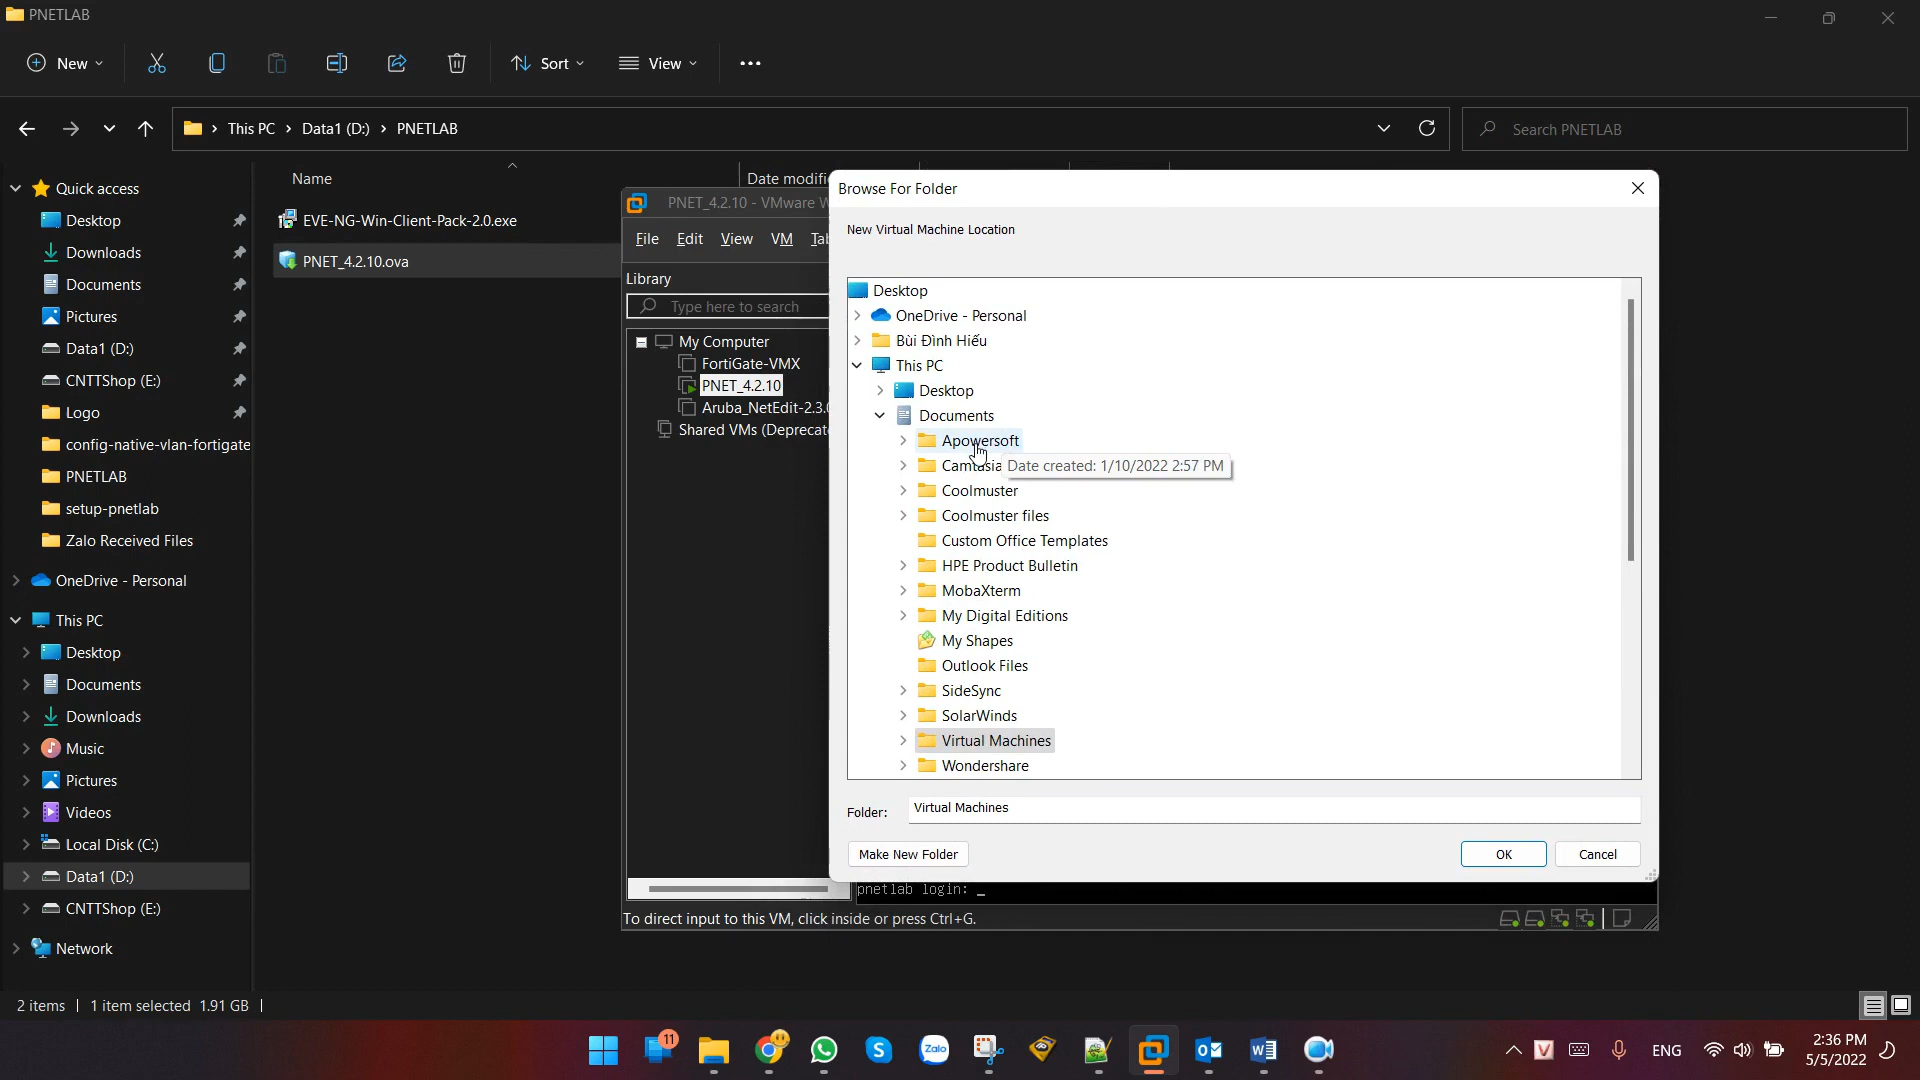 PNETLAB
New
Sort
View
This PC
Data1 (D:)
PNETLAB
Search PNETLAB
Quick access
Desktop
Downloads
Documents
Pictures
Data1 (D:)
CNTTShop (E:)
Logo
config-native-vlan-fortigate
PNETLAB
setup-pnetlab
Zalo Received Files
OneDrive - Personal
This PC
Desktop
Documents
Downloads
Music
Pictures
Videos
Local Disk (C:)
Data1 (D:)
CNTTShop (E:)
Network
Name
Date modifi
EVE-NG-Win-Client-Pack-2.0.exe
PNET_4.2.10.ova
PNET_4.2.10 - VMware W
File Edit View VM Tab
Library
Type here to search
My Computer
FortiGate-VMX
PNET_4.2.10
Aruba_NetEdit-2.3.0
Shared VMs (Deprecat
Browse For Folder
New Virtual Machine Location
Desktop
OneDrive - Personal
Bùi Đình Hiếu
This PC
Desktop
Documents
Apowersoft
Camtasia
Date created: 1/10/2022 2:57 PM
Coolmuster
Coolmuster files
Custom Office Templates
HPE Product Bulletin
MobaXterm
My Digital Editions
My Shapes
Outlook Files
SideSync
SolarWinds
Virtual Machines
Wondershare
Folder: Virtual Machines
Make New Folder
OK
Cancel
pnetlab login: _
To direct input to this VM, click inside or press Ctrl+G.
2 items
1 item selected 1.91 GB
11
Zalo
ENG
2:36 PM
5/5/2022